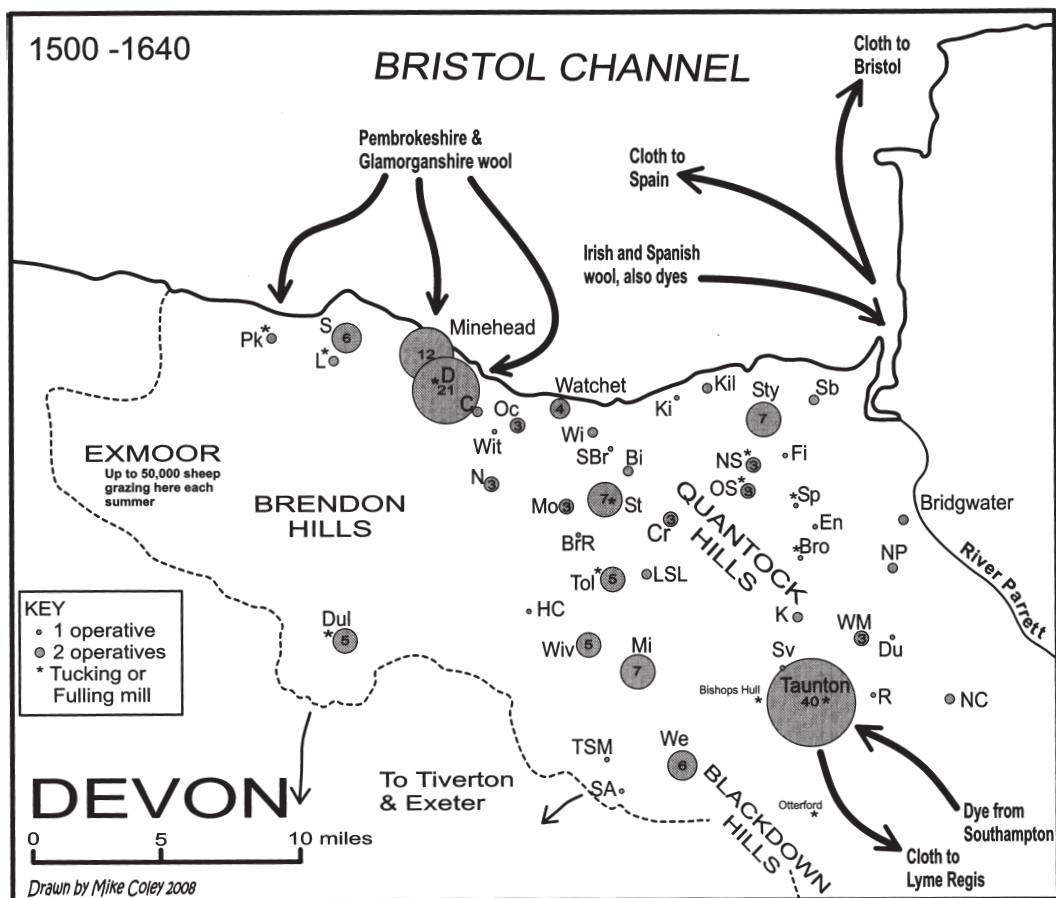 1500 -1640
BRISTOL CHANNEL
Cloth to
Bristol
Pembrokeshire &
Glamorganshire wool
Cloth to
Spain
Irish and Spanish
wool, also dyes
Pk*
S
6
L*
Minehead
12
*D
21
C
Wit
Oc
3
Watchet
4
Wi
SBr
Bi
Ki
Kil
Sty
7
Sb
Fi
NS*
3
OS*
3
*Sp
En
*Bro
Bridgwater
NP
River Parrett
EXMOOR
Up to 50,000 sheep
grazing here each
summer
BRENDON
HILLS
N
3
Mo
3
7*
St
Cr
3
QUANTOCK
HILLS
BrR
*
Tol*
5
LSL
HC
K
WM
3
Du
KEY
1 operative
2 operatives
* Tucking or
Fulling mill
Dul
*
5
Wiv
5
Mi
7
Sv
Taunton
40*
Bishops Hull
*
R
NC
We
6
TSM
SA
DEVON
To Tiverton
& Exeter
BLACKDOWN
HILLS
Otterford
*
Dye from
Southampton
Cloth to
Lyme Regis
0 5 10 miles
Drawn by Mike Coley 2008